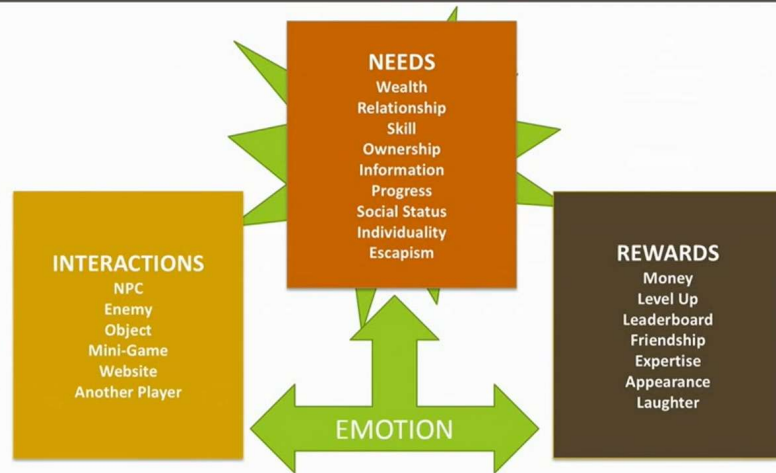 NEEDS
Wealth
Relationship
Skill
Ownership
Information
Progress
Social Status
Individuality
Escapism
INTERACTIONS
NPC
Enemy
Object
Mini-Game
Website
Another Player
REWARDS
Money
Level Up
Leaderboard
Friendship
Expertise
Appearance
Laughter
EMOTION